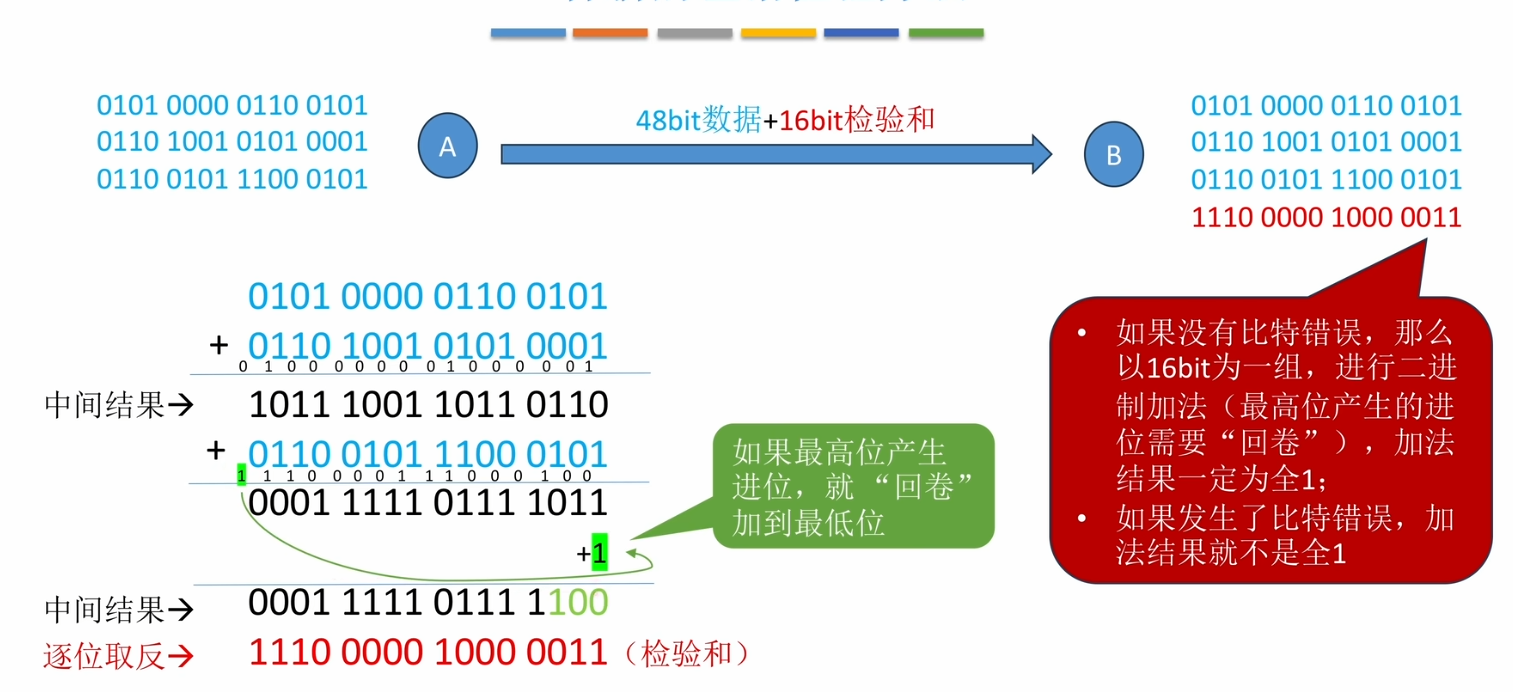 0101 0000 0110 0101
0110 1001 0101 0001
0110 0101 1100 0101
A
48bit数据+16bit检验和
B
0101 0000 0110 0101
0110 1001 0101 0001
0110 0101 1100 0101
1110 0000 1000 0011
0101 0000 0110 0101
+ 0110 1001 0101 0001
0 1 0 0 0 0 0 0 0 1 0 0 0 0 0 1
中间结果→ 1011 1001 1011 0110
+ 0110 0101 1100 0101
1 1 1 0 0 0 0 1 1 1 0 0 0 1 0 0
0001 1111 0111 1011
+1
中间结果→ 0001 1111 0111 1100
逐位取反→ 1110 0000 1000 0011（检验和）
如果最高位产生
进位，就“回卷”
加到最低位
• 如果没有比特错误，那么
以16bit为一组，进行二进
制加法（最高位产生的进
位需要“回卷”），加法
结果一定为全1；
• 如果发生了比特错误，加
法结果就不是全1